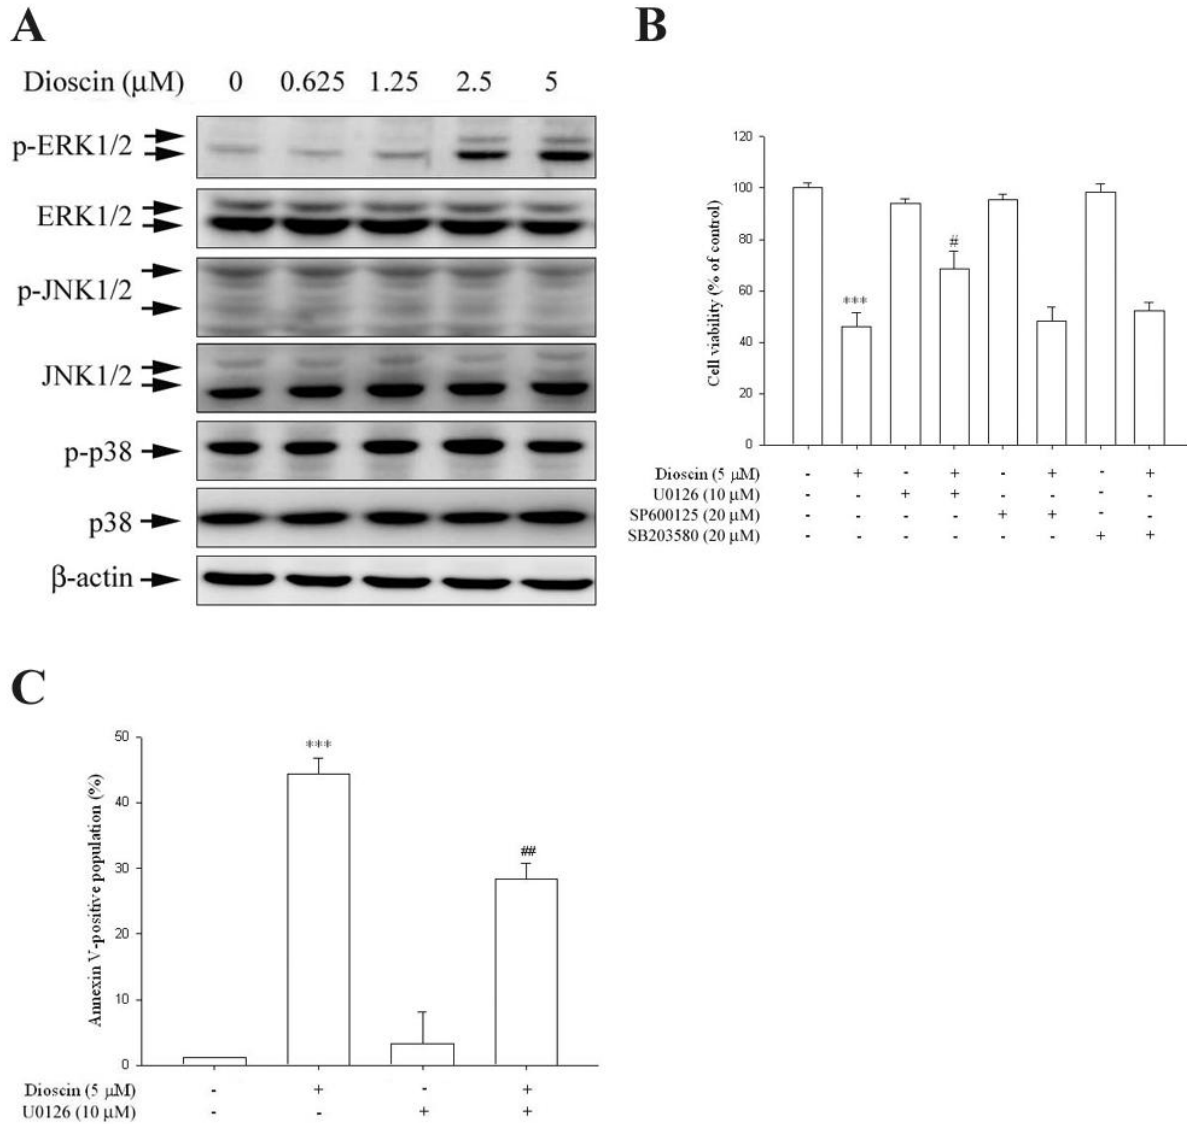 A
Dioscin (μM) 0 0.625 1.25 2.5 5
p-ERK1/2
ERK1/2
p-JNK1/2
JNK1/2
p-p38
p38
β-actin
B
Cell viability (% of control)
120
100
80
60
40
20
0
***
#
Dioscin (5 μM) - + - + - + - +
U0126 (10 μM) - - + + - - - -
SP600125 (20 μM) - - - - + + - -
SB203580 (20 μM) - - - - - - + +
C
Annexin V-positive population (%)
50
40
30
20
10
0
***
##
Dioscin (5 μM) - + - +
U0126 (10 μM) - - + +